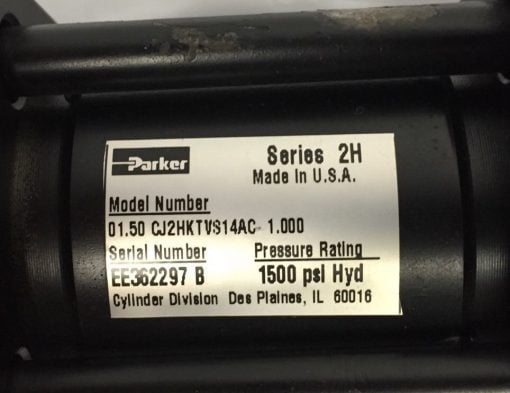 Parker
Series 2H
Made In U.S.A.
Model Number
01.50 CJ2HKTVS14AC 1.000
Serial Number Pressure Rating
EE362297 B 1500 psi Hyd
Cylinder Division Des Plaines, IL 60016